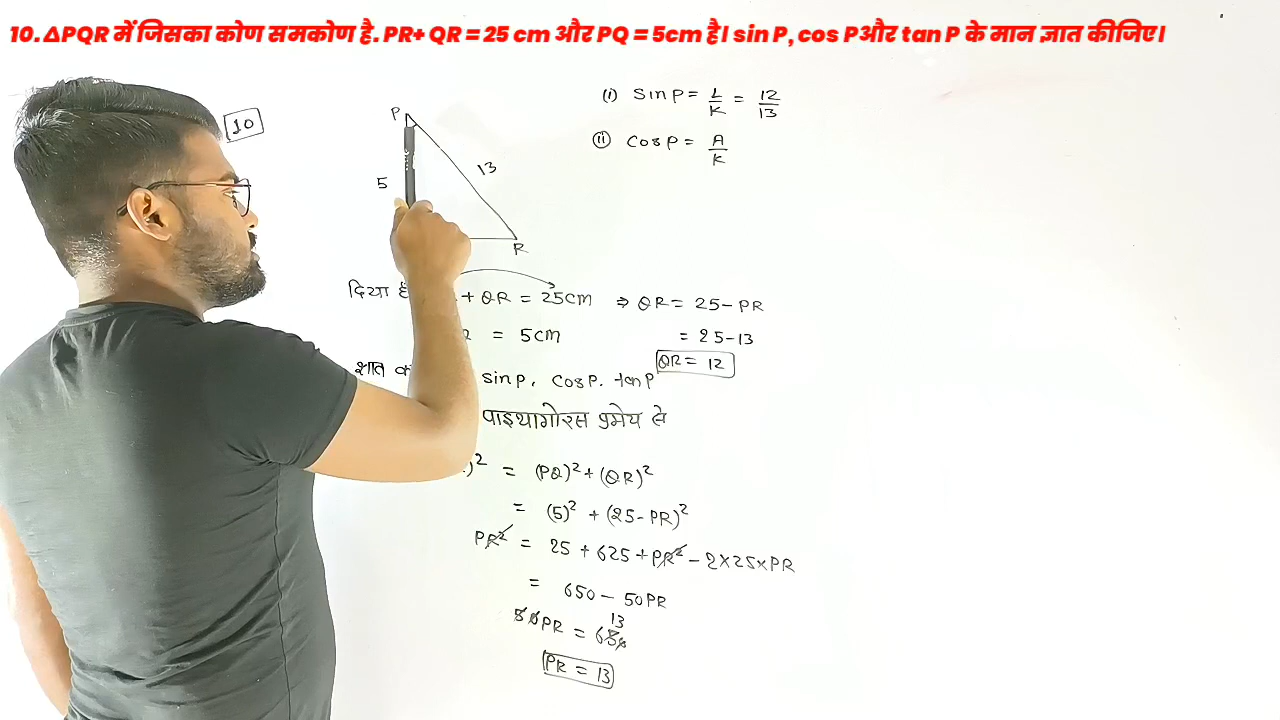 10. ΔPQR में जिसका कोण समकोण है. PR+ QR = 25 cm और PQ = 5cm है। sin P, cos P और tan P के मान ज्ञात कीजिए।
10
P
5
13
R
(i) sinP = L/K = 12/13
(ii) cosP = A/K
दिया + QR = 25cm ⇒ QR = 25-PR
= 5cm
= 25-13
QR = 12
ज्ञात sinP, cosP. tanP
पाइथागोरस प्रमेय से
)² = (PQ)² + (QR)²
= (5)² + (25-PR)²
PR² = 25 + 625 + PR² - 2×25×PR
= 650 - 50PR
50PR = 650
13
PR = 13